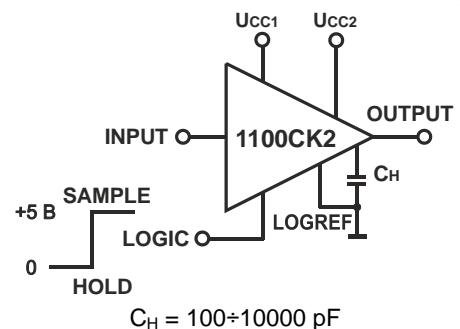 UCC1 UCC2
OUTPUT
INPUT 1100CK2
CH
SAMPLE
+5 В
LOGREF
LOGIC
0
HOLD
CH = 100÷10000 pF